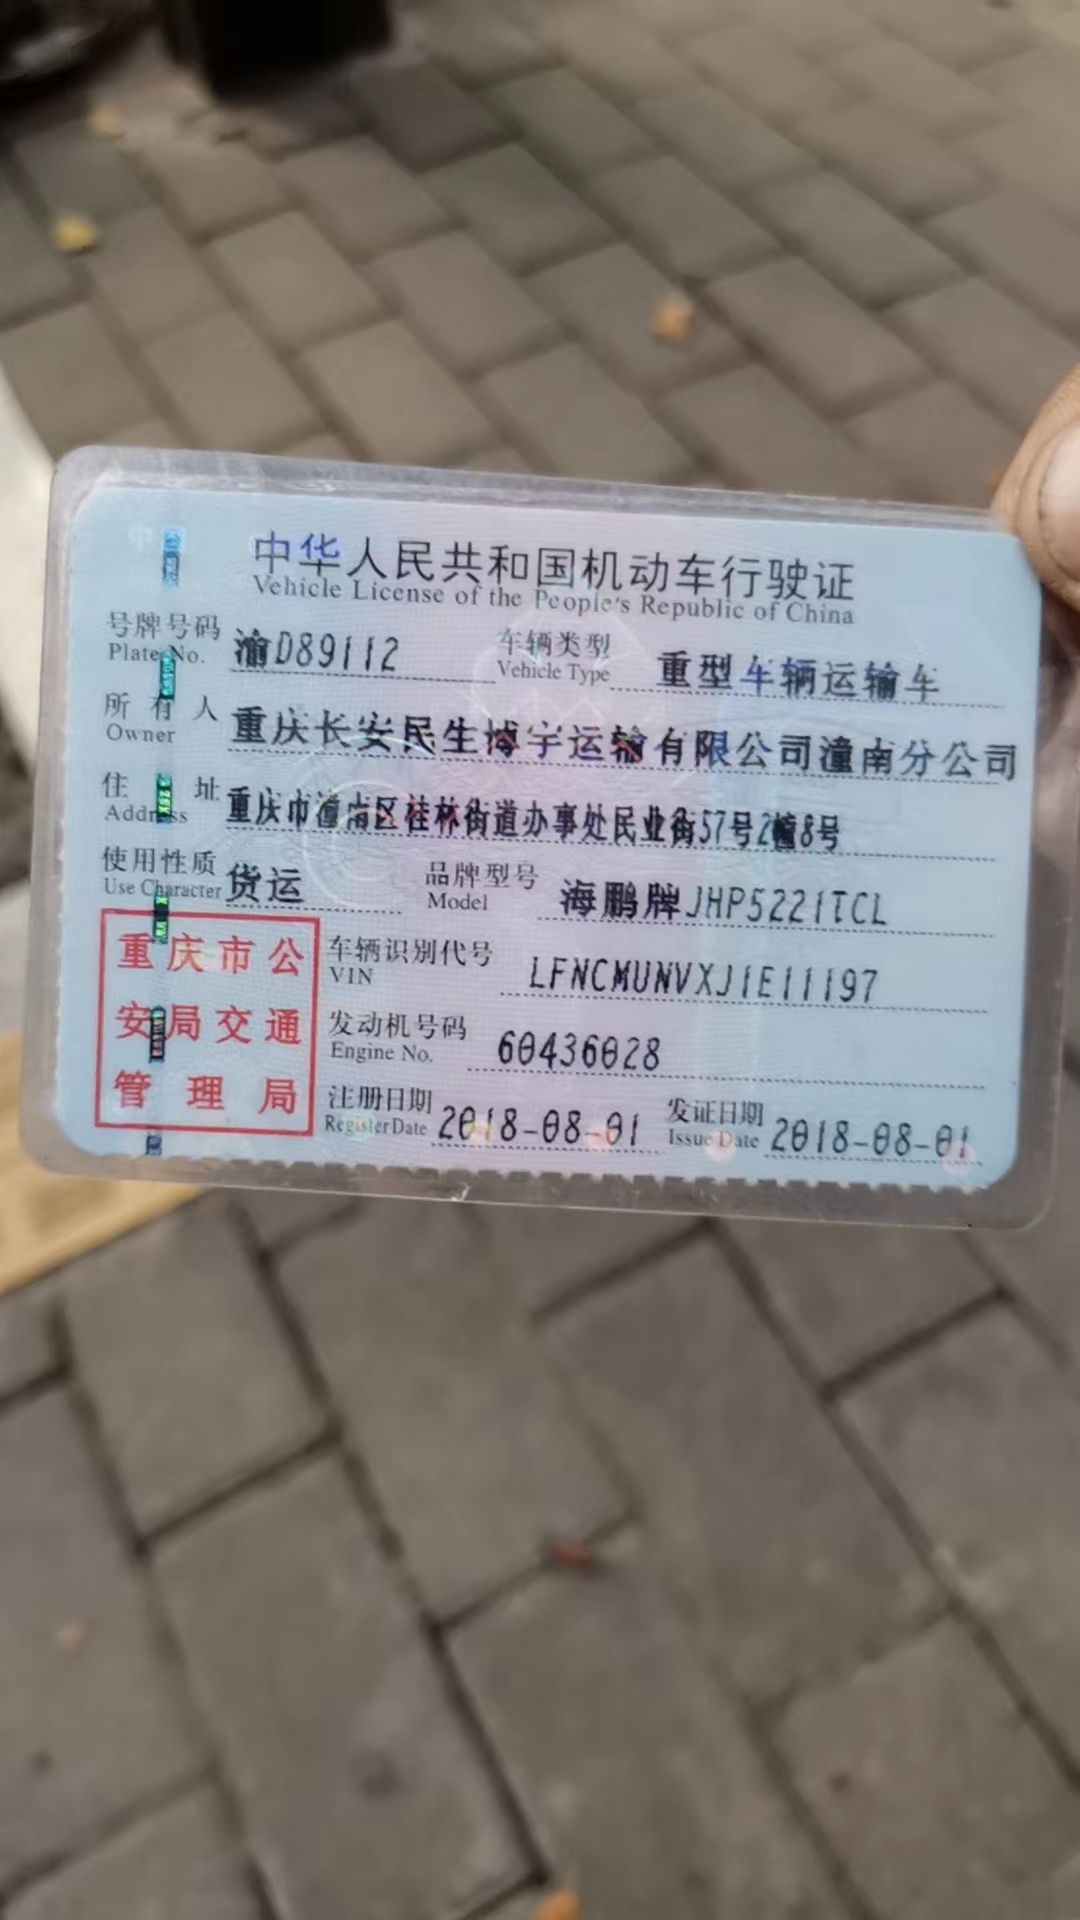 中华人民共和国机动车行驶证
Vehicle License of the People's Republic of China
号牌号码 渝D89112 车辆类型 重型车辆运输车
Plate No. Vehicle Type
所有人 重庆长安民生博宇运输有限公司潼南分公司
Owner
住址 重庆市潼南区桂林街道办事处民业街57号2幢8号
Address
使用性质 货运 品牌型号 海鹏牌JHP5221TCL
Use Character Model
重庆市公
安局交通
管理局
车辆识别代号 LFNCMUNVXJ1E11197
VIN
发动机号码 60436028
Engine No.
注册日期 2018-08-01 发证日期 2018-08-01
Register Date Issue Date